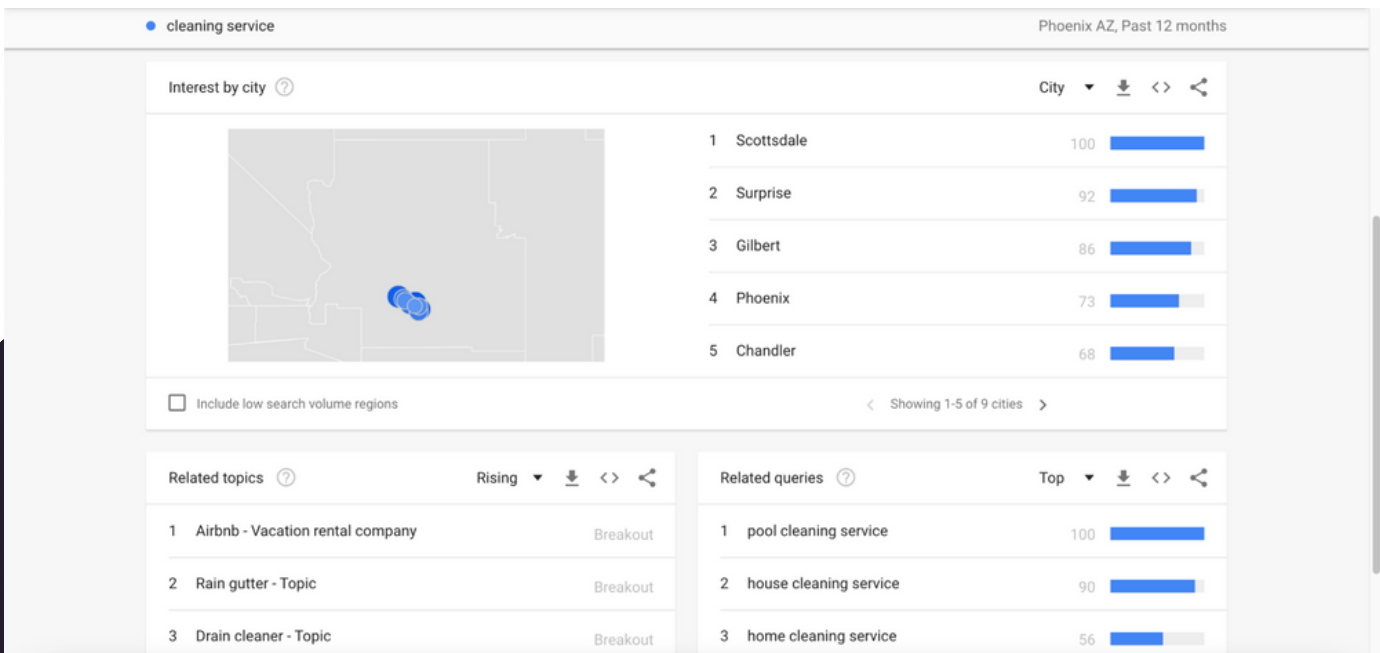 cleaning service
Phoenix AZ, Past 12 months
Interest by city ?
City
1 Scottsdale 100
2 Surprise 92
3 Gilbert 86
4 Phoenix 73
5 Chandler 68
Include low search volume regions
Showing 1-5 of 9 cities
Related topics ?
Rising
1 Airbnb - Vacation rental company Breakout
2 Rain gutter - Topic Breakout
3 Drain cleaner - Topic Breakout
Related queries ?
Top
1 pool cleaning service 100
2 house cleaning service 90
3 home cleaning service 56